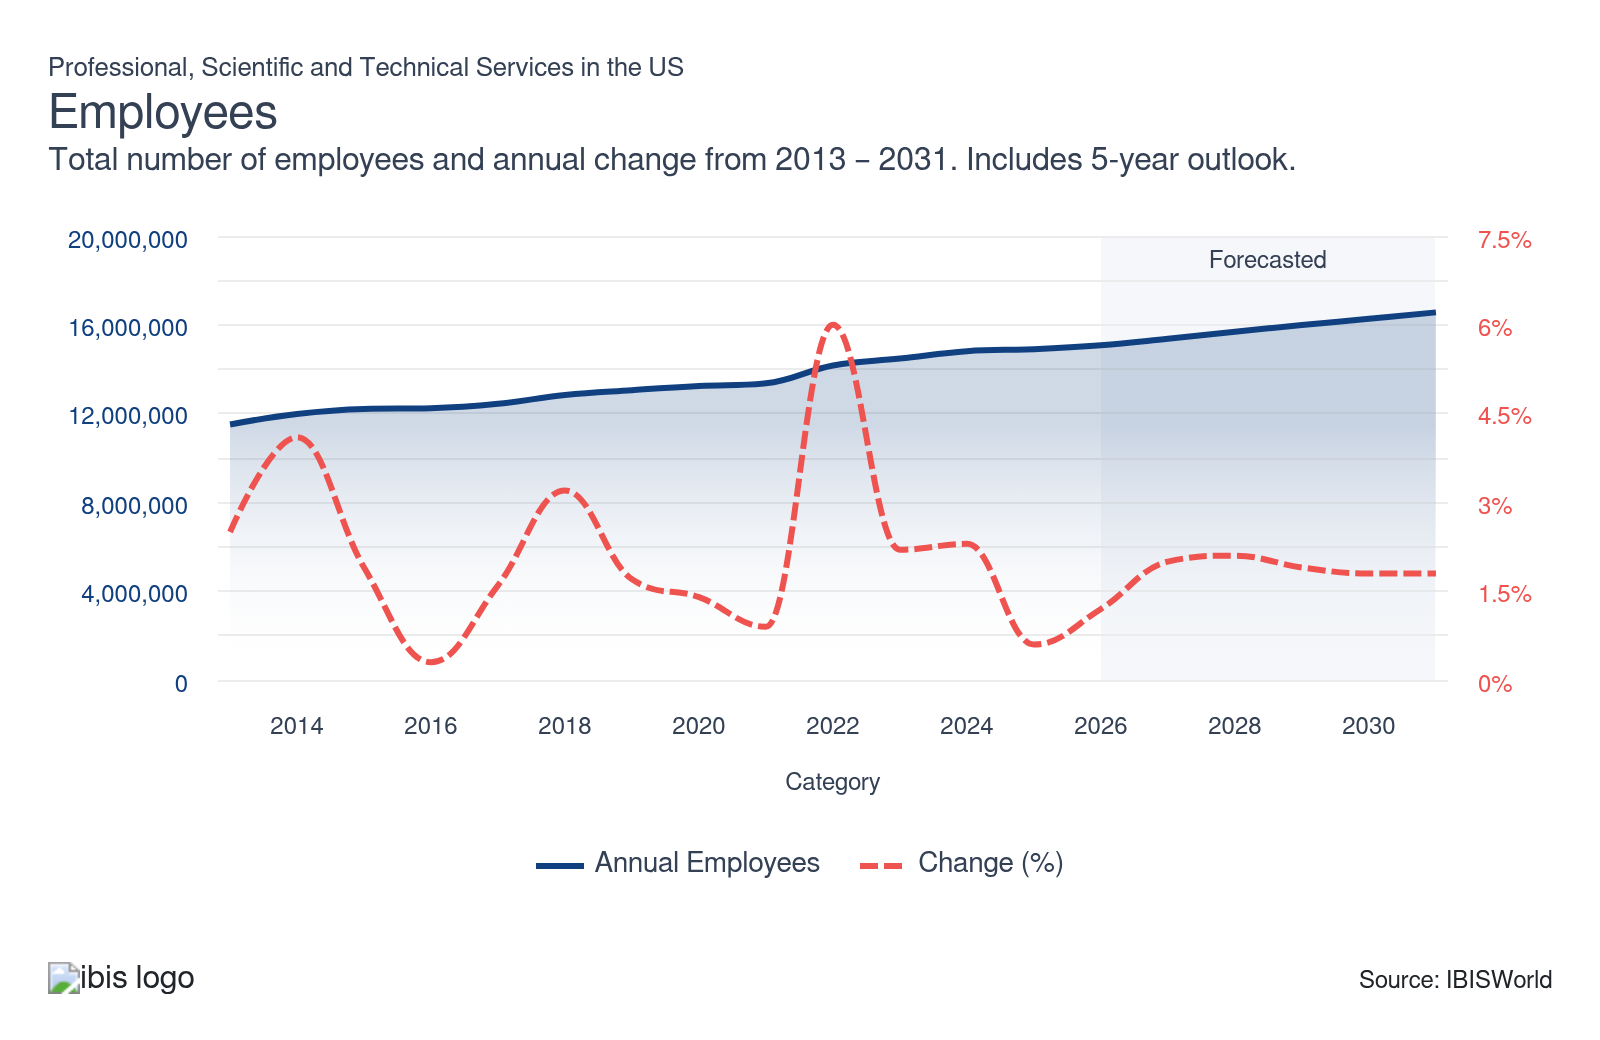 Professional, Scientific and Technical Services in the US
Employees
Total number of employees and annual change from 2013 – 2031. Includes 5-year outlook.
20,000,000
16,000,000
12,000,000
8,000,000
4,000,000
0
Forecasted
7.5%
6%
4.5%
3%
1.5%
0%
2014 2016 2018 2020 2022 2024 2026 2028 2030
Category
Annual Employees Change (%)
ibis logo
Source: IBISWorld